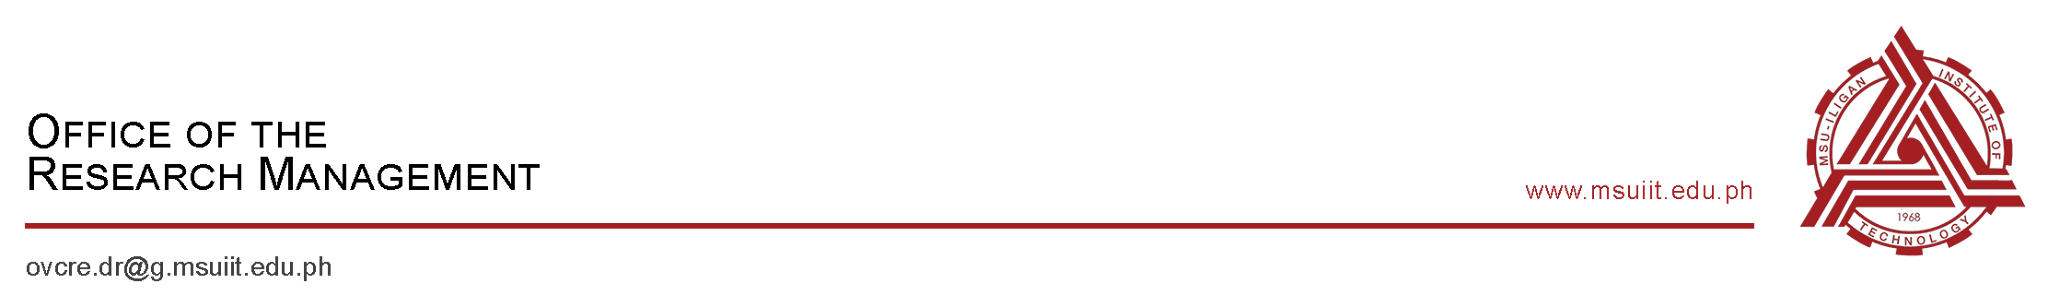 OFFICE OF THE
RESEARCH MANAGEMENT
www.msuiit.edu.ph
ovcre.dr@g.msuiit.edu.ph
MSU-ILIGAN INSTITUTE OF
TECHNOLOGY
1968